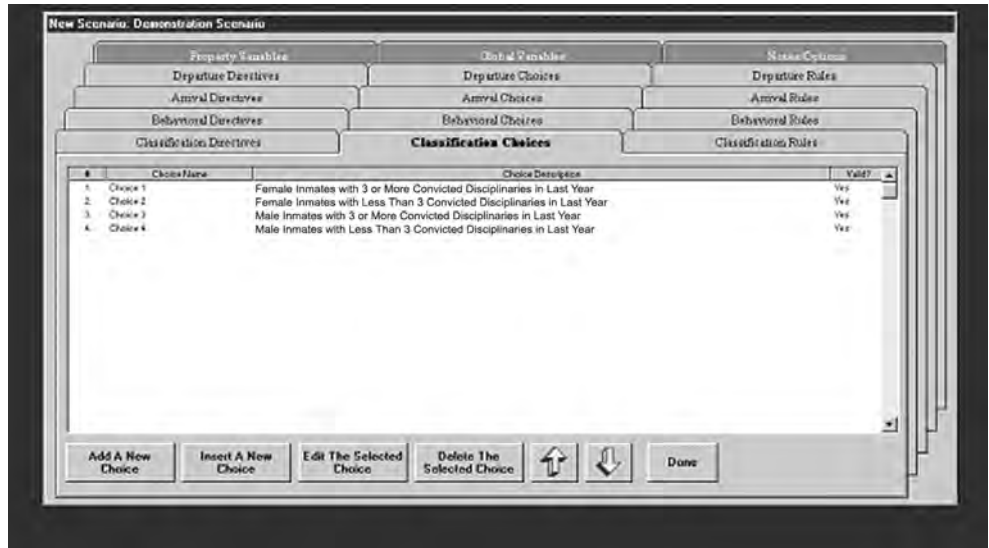 New Scenario: Demonstration Scenario
Property Variables Global Variables Notes/Options
Departure Directives Departure Choices Departure Rules
Arrival Directives Arrival Choices Arrival Rules
Behavioral Directives Behavioral Choices Behavioral Rules
Classification Directives Classification Choices Classification Rules
# Choice Name Choice Description Valid?
1. Choice 1 Female Inmates with 3 or More Convicted Disciplinaries in Last Year Yes
2. Choice 2 Female Inmates with Less Than 3 Convicted Disciplinaries in Last Year Yes
3. Choice 3 Male Inmates with 3 or More Convicted Disciplinaries in Last Year Yes
4. Choice 4 Male Inmates with Less Than 3 Convicted Disciplinaries in Last Year Yes
Add A New Choice
Insert A New Choice
Edit The Selected Choice
Delete The Selected Choice
Done